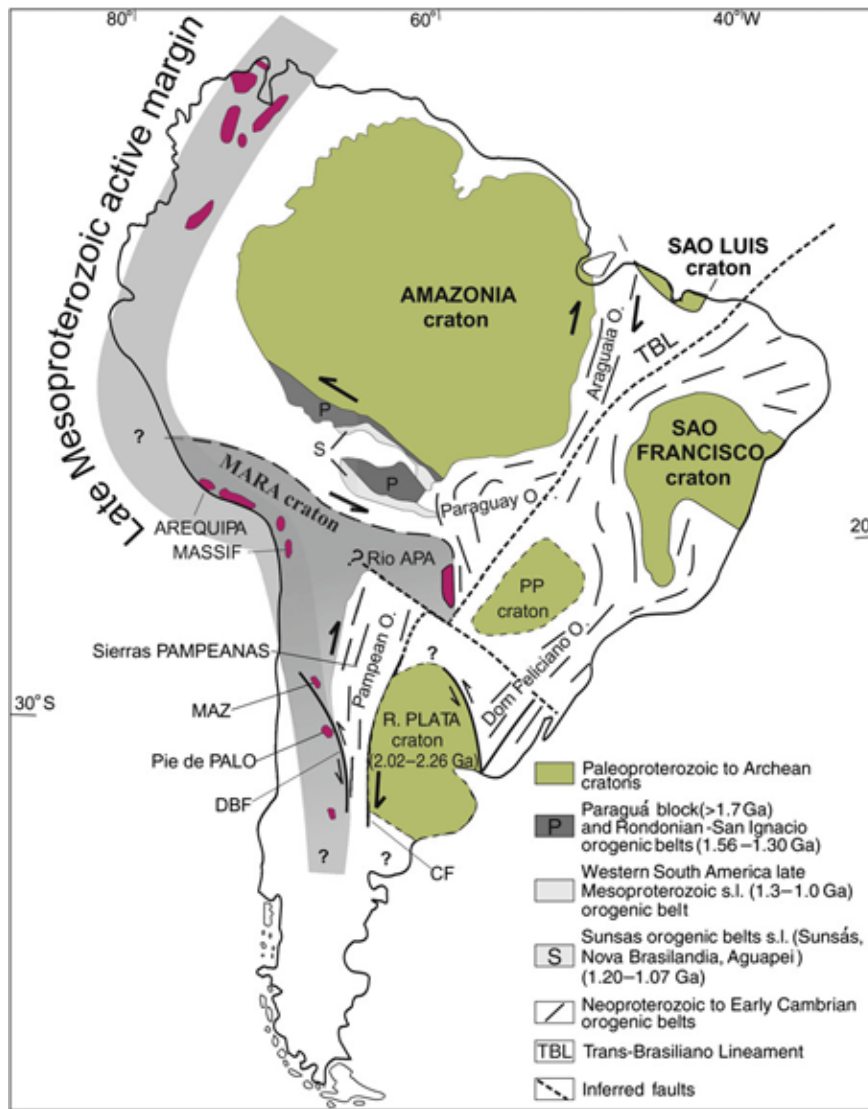 80°
60°
40°W
Late Mesoproterozoic active margin
SAO LUIS
craton
AMAZONIA
craton
Araguaia O.
TBL
P
SAO
FRANCISCO
craton
?
S
P
MARA craton
Paraguay O.
AREQUIPA
MASSIF
20
? Rio APA
PP
craton
Sierras PAMPEANAS
Pampean O.
?
Dom Feliciano O.
MAZ
30°S
R. PLATA
craton
(2.02–2.26 Ga)
Pie de PALO
DBF
?
?
CF
Paleoproterozoic to Archean
cratons
P
Paraguá block(>1.7 Ga)
and Rondonian-San Ignacio
orogenic belts (1.56–1.30 Ga)
Western South America late
Mesoproterozoic s.l. (1.3–1.0 Ga)
orogenic belt
S
Sunsas orogenic belts s.l. (Sunsás,
Nova Brasilandia, Aguapei)
(1.20–1.07 Ga)
Neoproterozoic to Early Cambrian
orogenic belts
TBL Trans-Brasiliano Lineament
Inferred faults